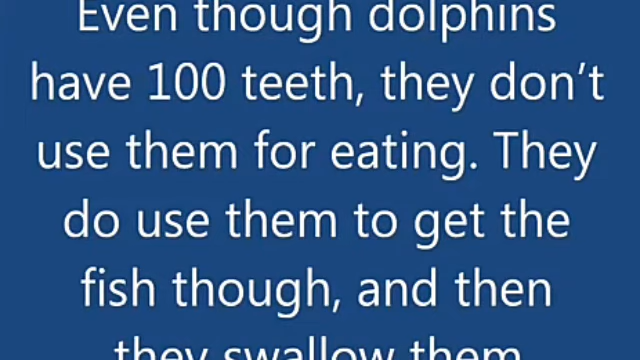 Even though dolphins
have 100 teeth, they don’t
use them for eating. They
do use them to get the
fish though, and then
they swallow them